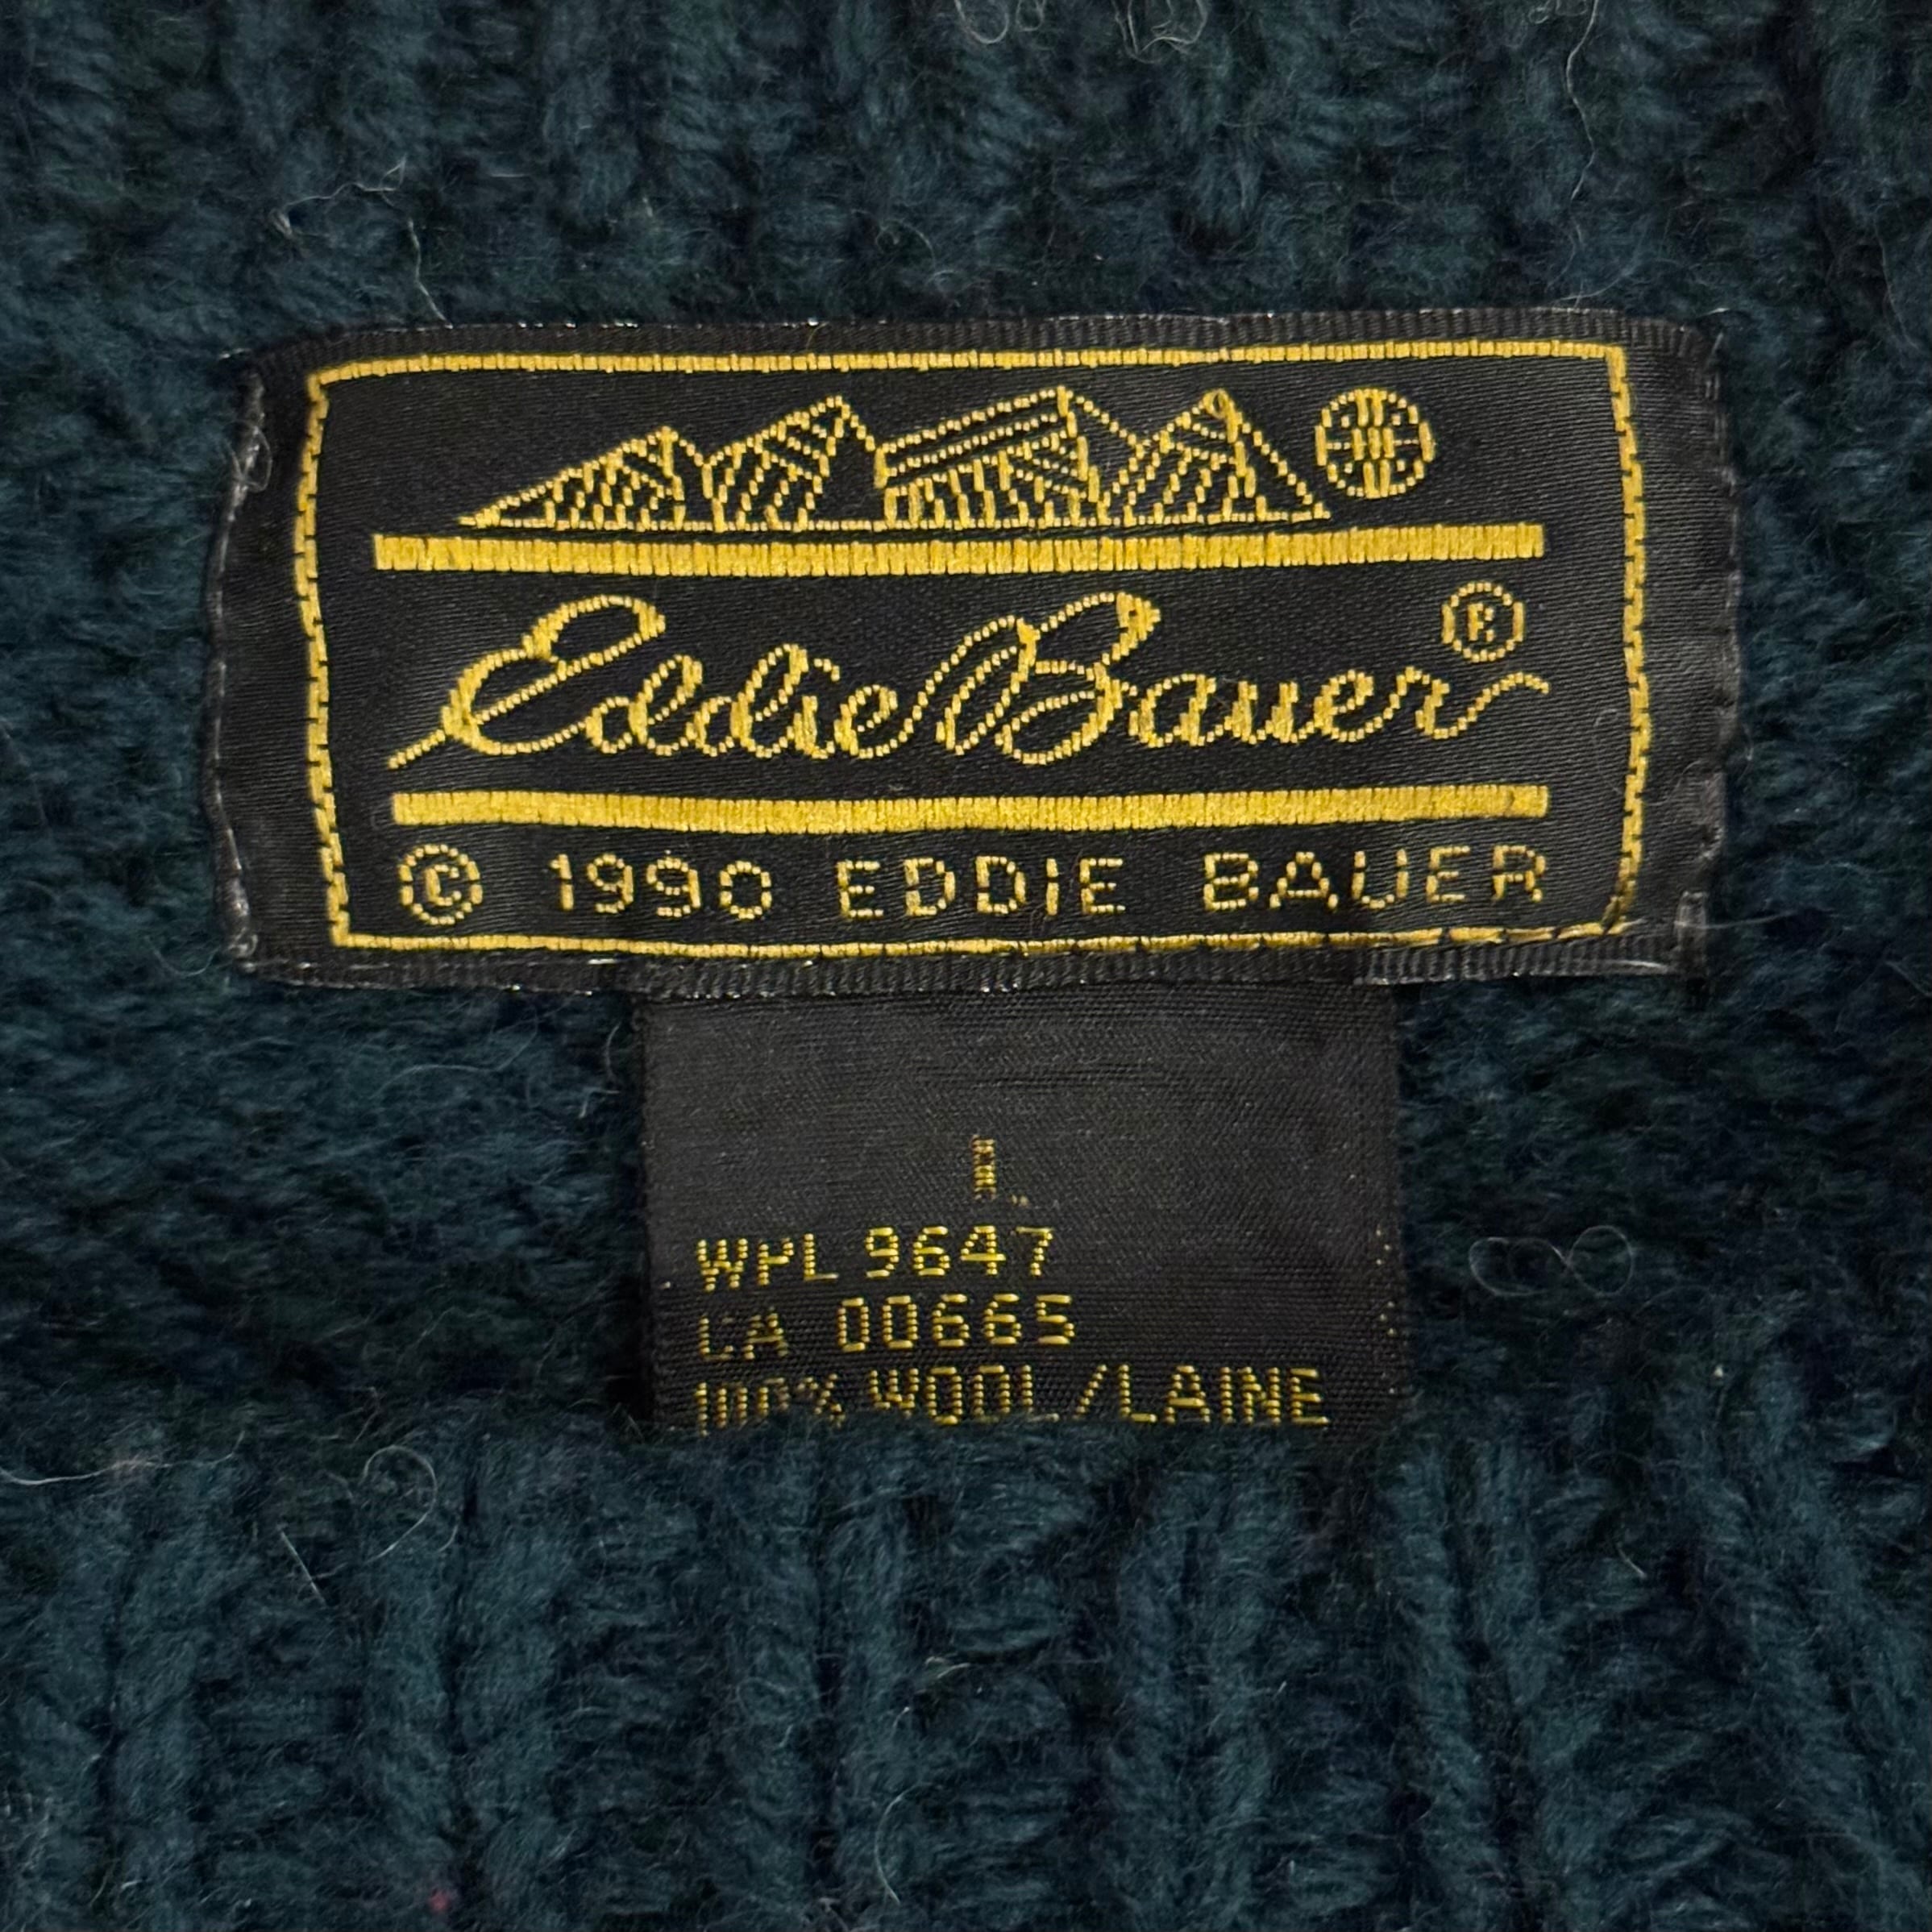 Eddie Bauer®
© 1990 EDDIE BAUER
L
WPL 9647
CA 00665
100% WOOL/LAINE